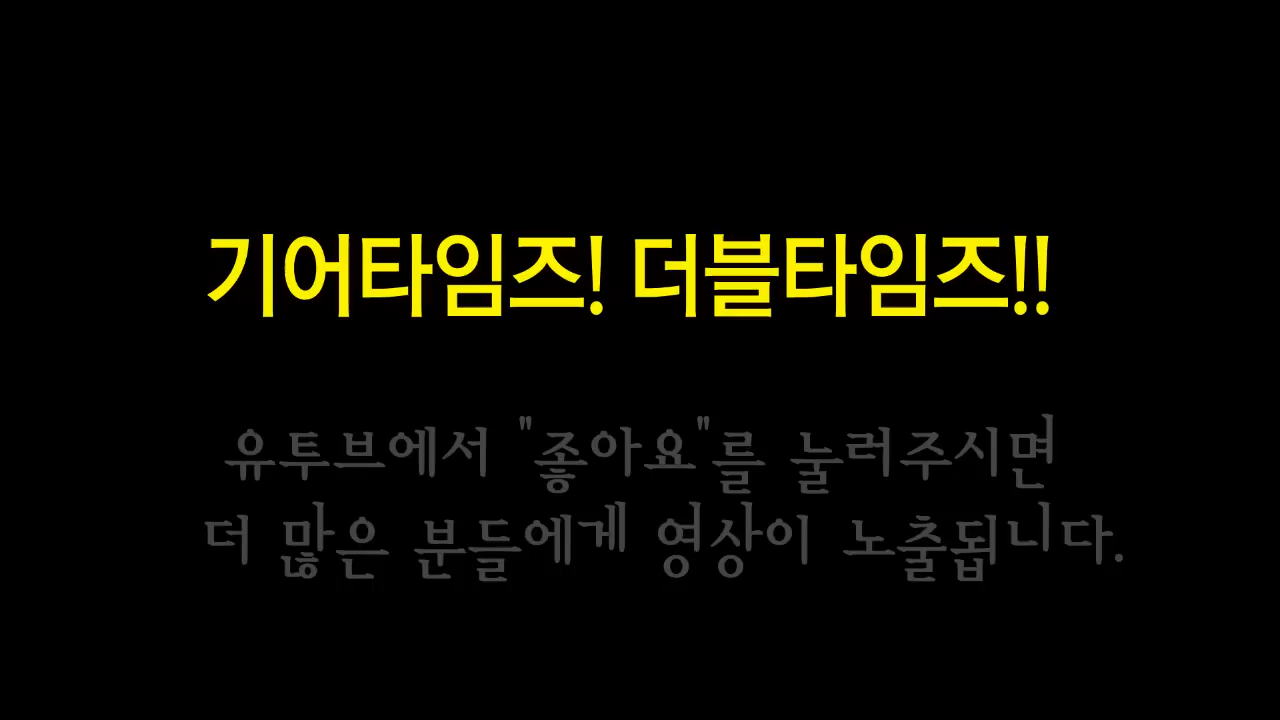 기어타임즈! 더블타임즈!!
유투브에서 "좋아요"를 눌러주시면
더 많은 분들에게 영상이 노출됩니다.